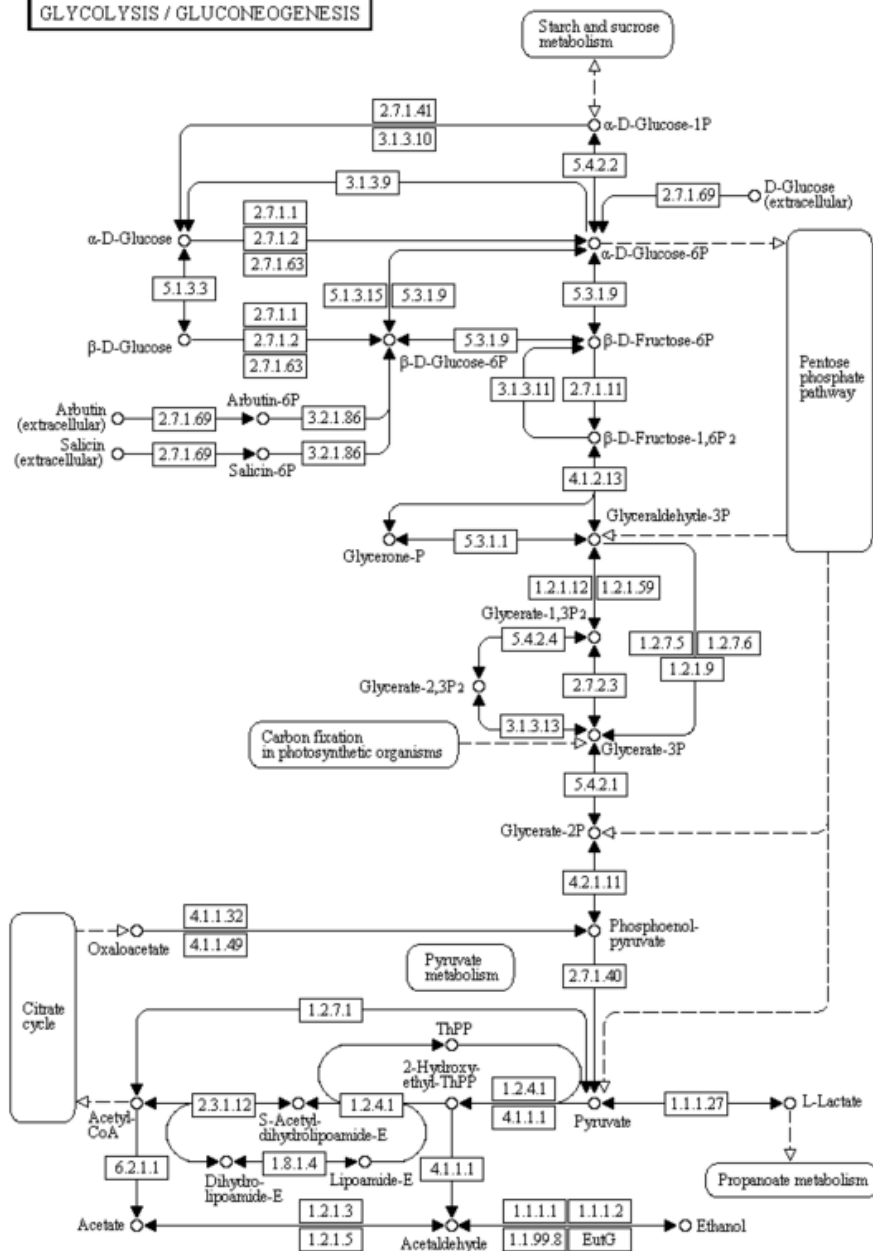 GLYCOLYSIS / GLUCONEOGENESIS
Starch and sucrose
metabolism
2.7.1.41
3.1.3.10
α-D-Glucose-1P
5.4.2.2
3.1.3.9
2.7.1.69
D-Glucose
(extracellular)
2.7.1.1
α-D-Glucose
2.7.1.2
2.7.1.63
α-D-Glucose-6P
5.1.3.3
5.1.3.15
5.3.1.9
5.3.1.9
2.7.1.1
β-D-Glucose
2.7.1.2
2.7.1.63
β-D-Glucose-6P
5.3.1.9
β-D-Fructose-6P
Pentose
phosphate
pathway
3.1.3.11
2.7.1.11
Arbutin
(extracellular)
2.7.1.69
Arbutin-6P
3.2.1.86
β-D-Fructose-1,6P2
Salicin
(extracellular)
2.7.1.69
Salicin-6P
3.2.1.86
4.1.2.13
Glyceraldehyde-3P
Glycerone-P
5.3.1.1
1.2.1.12
1.2.1.59
Glycerate-1,3P2
5.4.2.4
1.2.7.5
1.2.7.6
1.2.1.9
Glycerate-2,3P2
2.7.2.3
3.1.3.13
Carbon fixation
in photosynthetic organisms
Glycerate-3P
5.4.2.1
Glycerate-2P
4.2.1.11
4.1.1.32
Oxaloacetate
4.1.1.49
Phosphoenol-
pyruvate
Pyruvate
metabolism
2.7.1.40
Citrate
cycle
1.2.7.1
ThPP
2-Hydroxy-
ethyl-ThPP
1.2.4.1
Acetyl-
CoA
2.3.1.12
S-Acetyl-
dihydrolipoamide-E
1.2.4.1
4.1.1.1
Pyruvate
1.1.1.27
L-Lactate
6.2.1.1
Dihydro-
lipoamide-E
1.8.1.4
Lipoamide-E
4.1.1.1
Propanoate metabolism
Acetate
1.2.1.3
1.2.1.5
Acetaldehyde
1.1.1.1
1.1.1.2
1.1.99.8
EutG
Ethanol